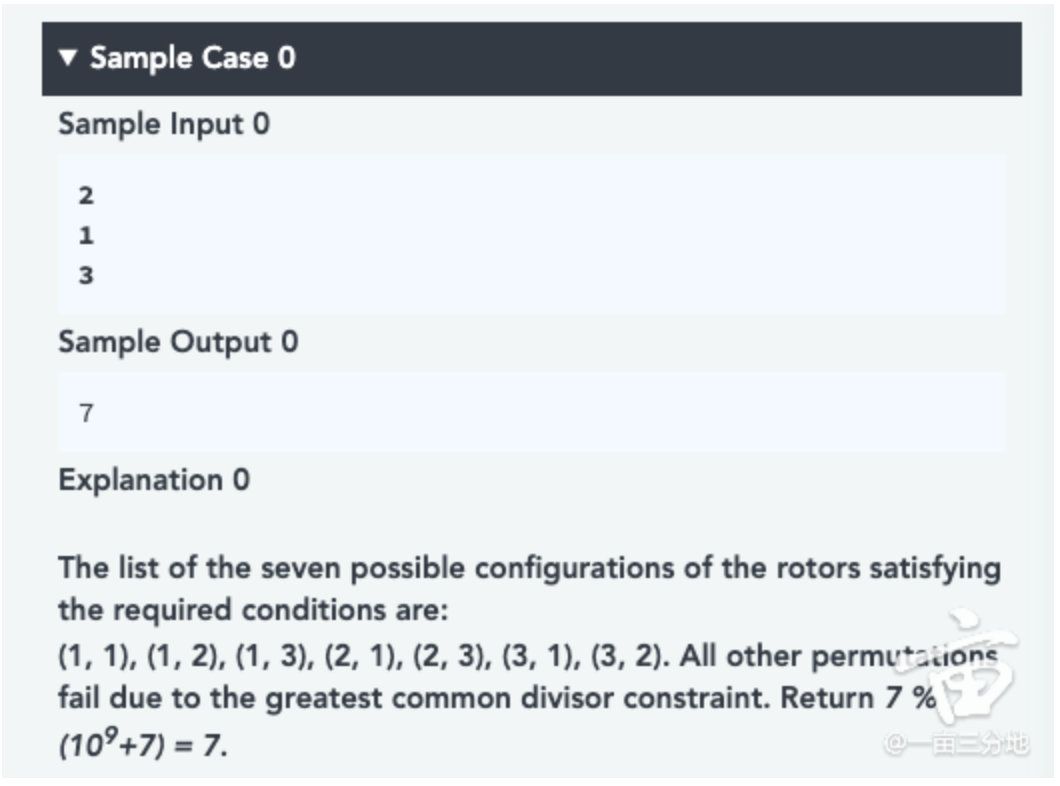 ▼ Sample Case 0
Sample Input 0
2
1
3
Sample Output 0
7
Explanation 0
The list of the seven possible configurations of the rotors satisfying
the required conditions are:
(1, 1), (1, 2), (1, 3), (2, 1), (2, 3), (3, 1), (3, 2). All other permutations
fail due to the greatest common divisor constraint. Return 7 %
(10⁹+7) = 7.
亩
@一亩三分地